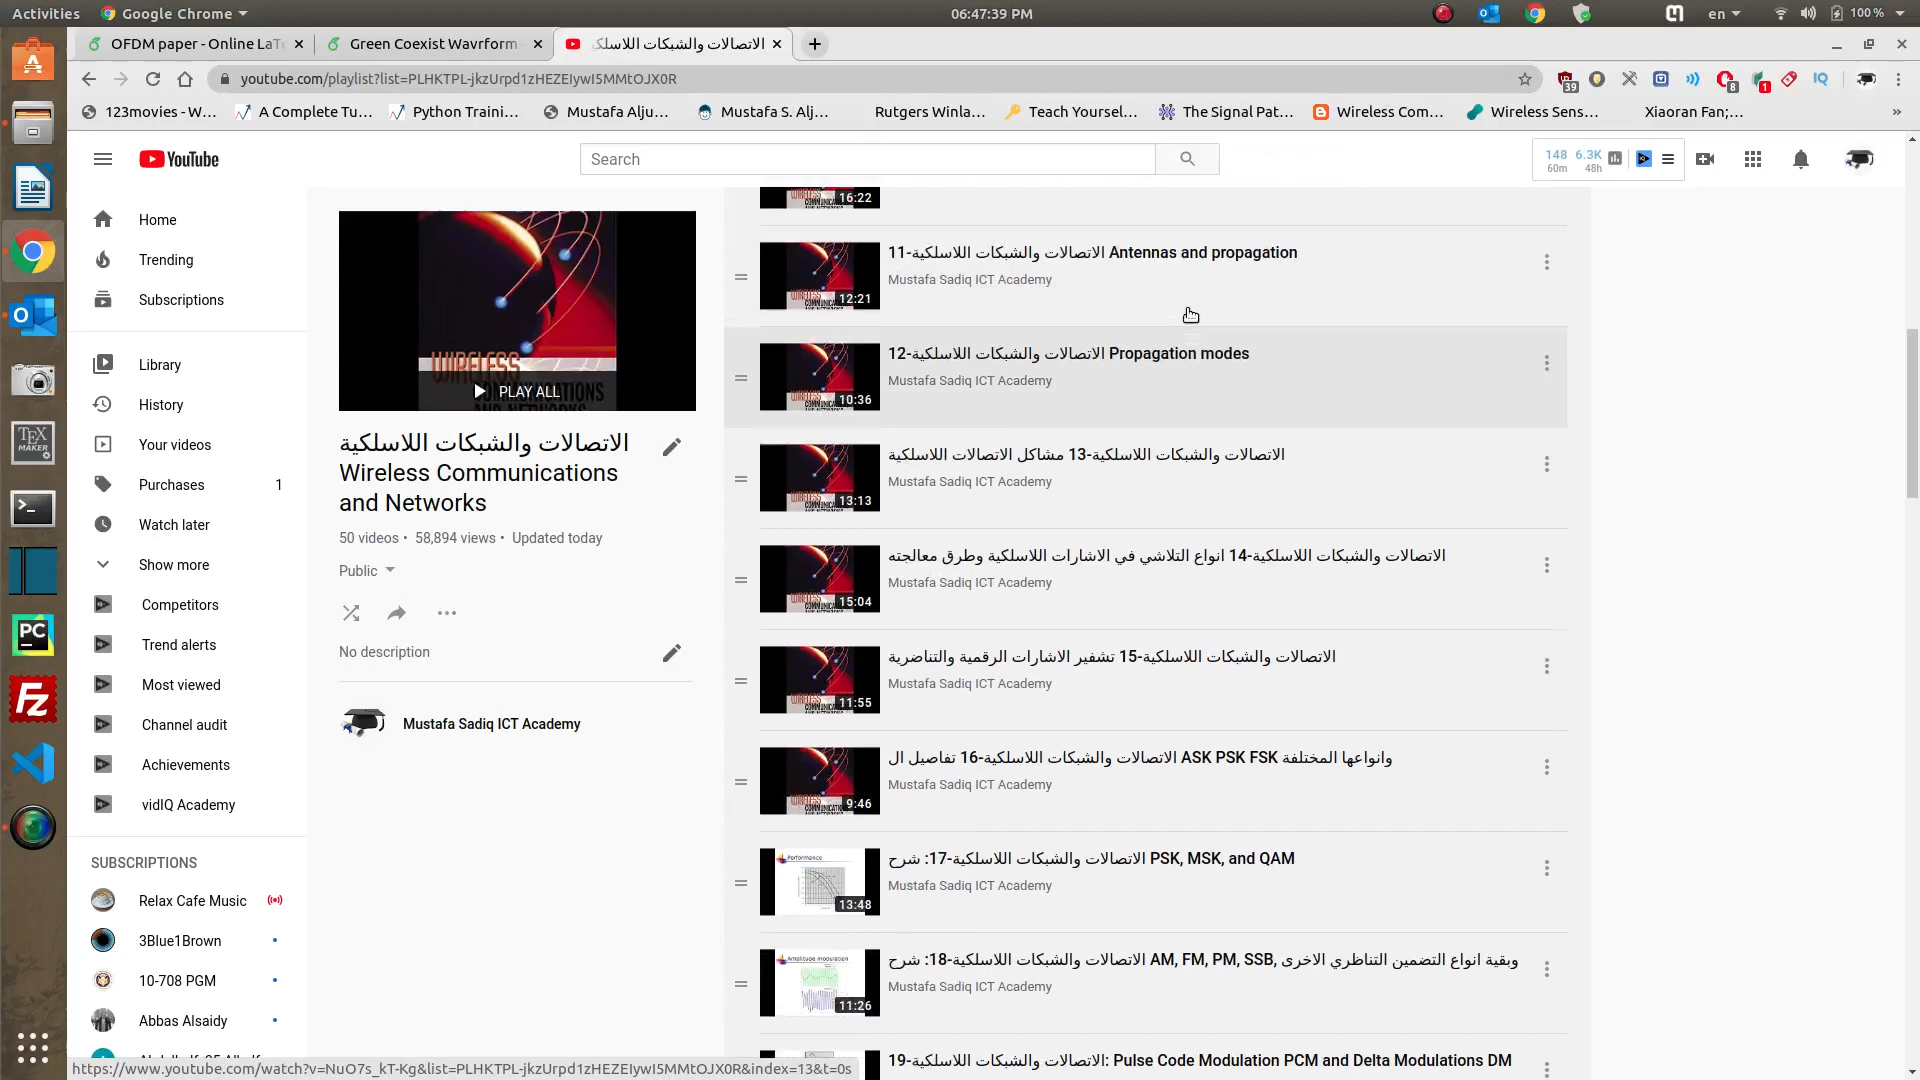 Activities
Google Chrome
06:47:39 PM
en
100 %
OFDM paper - Online LaTe
Green Coexist Wavrform
الاتصالات والشبكات اللاسلك
youtube.com/playlist?list=PLHKTPL-jkzUrpd1zHEZEIywI5MMtOJX0R
39
8
1
IQ
123movies - W...
A Complete Tu...
Python Traini...
Mustafa Alju...
Mustafa S. Alj...
Rutgers Winla...
Teach Yoursel...
The Signal Pat...
Wireless Com...
Wireless Sens...
Xiaoran Fan;...
YouTube
Search
148
60m
6.3K
48h
Home
Trending
Subscriptions
Library
History
Your videos
Purchases 1
Watch later
Show more
Competitors
Trend alerts
Most viewed
Channel audit
Achievements
vidIQ Academy
SUBSCRIPTIONS
Relax Cafe Music
3Blue1Brown
10-708 PGM
Abbas Alsaidy
WIRELESS
PLAY ALL
الاتصالات والشبكات اللاسلكية
Wireless Communications
and Networks
50 videos • 58,894 views • Updated today
Public
No description
Mustafa Sadiq ICT Academy
16:22
الاتصالات والشبكات اللاسلكية-11 Antennas and propagation
Mustafa Sadiq ICT Academy
12:21
الاتصالات والشبكات اللاسلكية-12 Propagation modes
Mustafa Sadiq ICT Academy
10:36
الاتصالات والشبكات اللاسلكية-13 مشاكل الاتصالات اللاسلكية
Mustafa Sadiq ICT Academy
13:13
الاتصالات والشبكات اللاسلكية-14 انواع التلاشي في الاشارات اللاسلكية وطرق معالجته
Mustafa Sadiq ICT Academy
15:04
الاتصالات والشبكات اللاسلكية-15 تشفير الاشارات الرقمية والتناضرية
Mustafa Sadiq ICT Academy
11:55
الاتصالات والشبكات اللاسلكية-16 تفاصيل ال ASK PSK FSK وانواعها المختلفة
Mustafa Sadiq ICT Academy
9:46
الاتصالات والشبكات اللاسلكية-17: شرح PSK, MSK, and QAM
Mustafa Sadiq ICT Academy
Performance
13:48
الاتصالات والشبكات اللاسلكية-18: شرح AM, FM, PM, SSB, وبقية انواع التضمين التناظري الاخرى
Mustafa Sadiq ICT Academy
Amplitude modulation
11:26
الاتصالات والشبكات اللاسلكية-19: Pulse Code Modulation PCM and Delta Modulations DM
https://www.youtube.com/watch?v=NuO7s_kT-Kg&list=PLHKTPL-jkzUrpd1zHEZEIywI5MMtOJX0R&index=13&t=0s